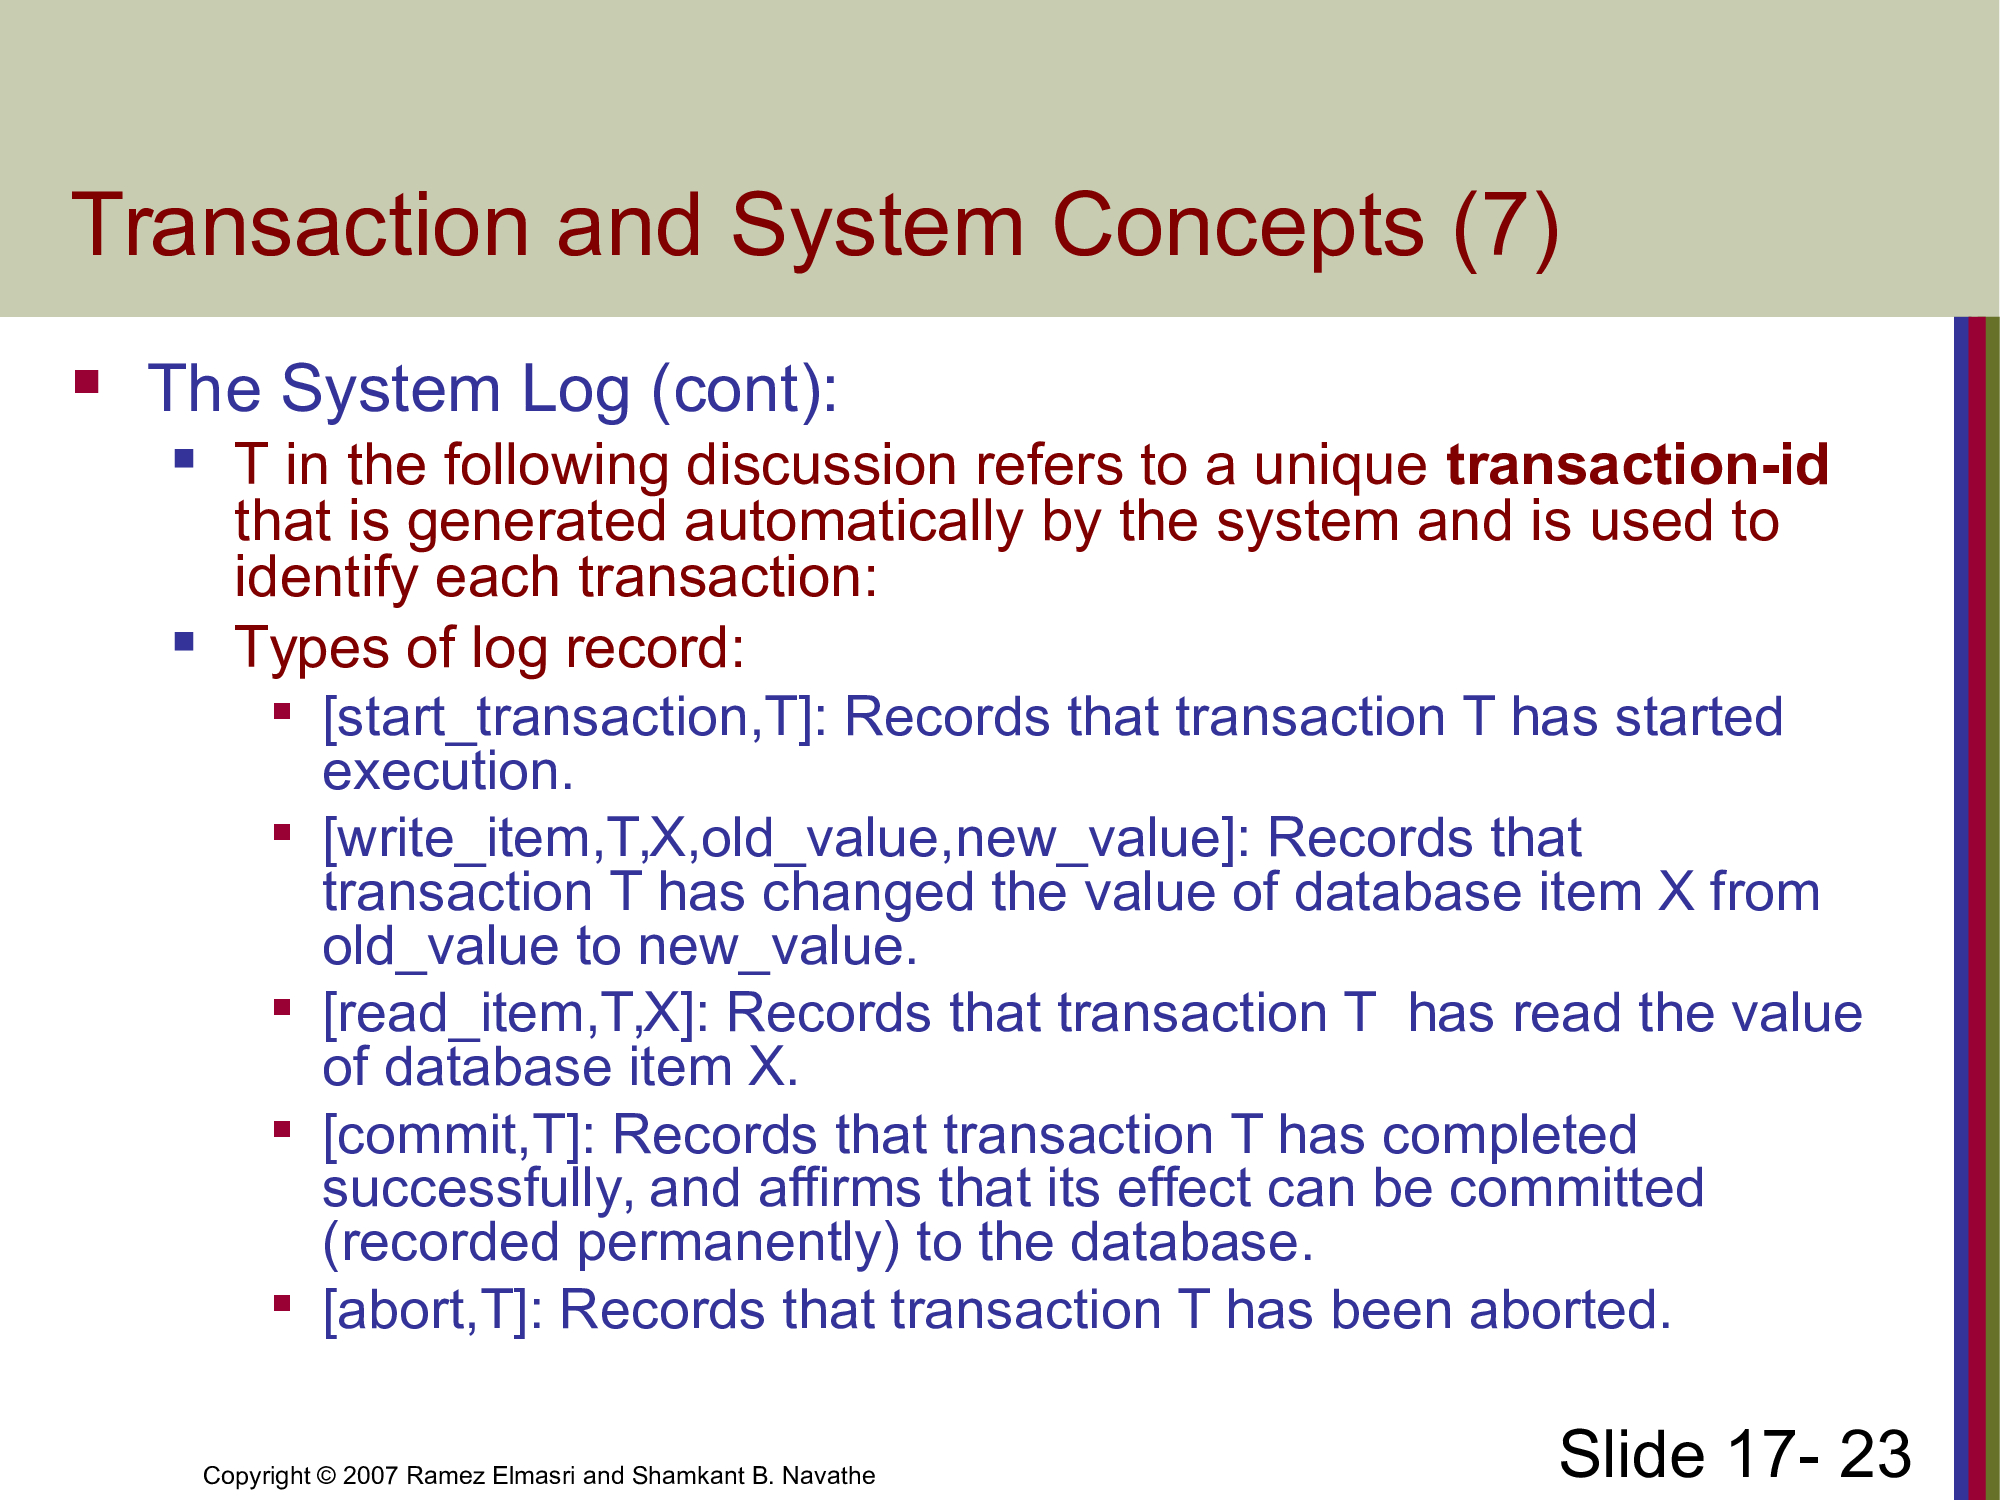 Transaction and System Concepts (7)
The System Log (cont):
T in the following discussion refers to a unique transaction-id
that is generated automatically by the system and is used to
identify each transaction:
Types of log record:
[start_transaction,T]: Records that transaction T has started
execution.
[write_item,T,X,old_value,new_value]: Records that
transaction T has changed the value of database item X from
old_value to new_value.
[read_item,T,X]: Records that transaction T  has read the value
of database item X.
[commit,T]: Records that transaction T has completed
successfully, and affirms that its effect can be committed
(recorded permanently) to the database.
[abort,T]: Records that transaction T has been aborted.
Copyright © 2007 Ramez Elmasri and Shamkant B. Navathe
Slide 17- 23